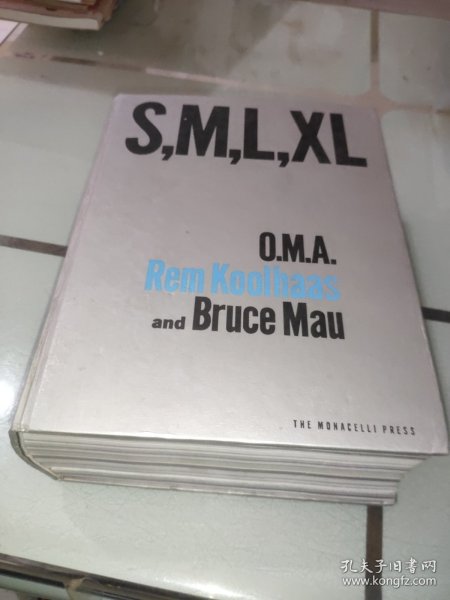 S,M,L,XL
O.M.A.
Rem Koolhaas
and Bruce Mau
THE MONACELLI PRESS
孔夫子旧书网
www.kongfz.com